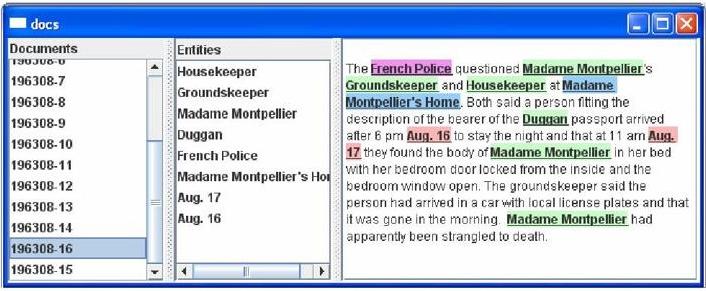 docs
Documents
196308-6
196308-7
196308-8
196308-9
196308-10
196308-11
196308-12
196308-13
196308-14
196308-16
196308-15
Entities
Housekeeper
Groundskeeper
Madame Montpellier
Duggan
French Police
Madame Montpellier's Hor
Aug. 17
Aug. 16
The French Police questioned Madame Montpellier's
Groundskeeper and Housekeeper at Madame
Montpellier's Home. Both said a person fitting the
description of the bearer of the Duggan passport arrived
after 6 pm Aug. 16 to stay the night and that at 11 am Aug.
17 they found the body of Madame Montpellier in her bed
with her bedroom door locked from the inside and the
bedroom window open. The groundskeeper said the
person had arrived in a car with local license plates and that
it was gone in the morning. Madame Montpellier had
apparently been strangled to death.